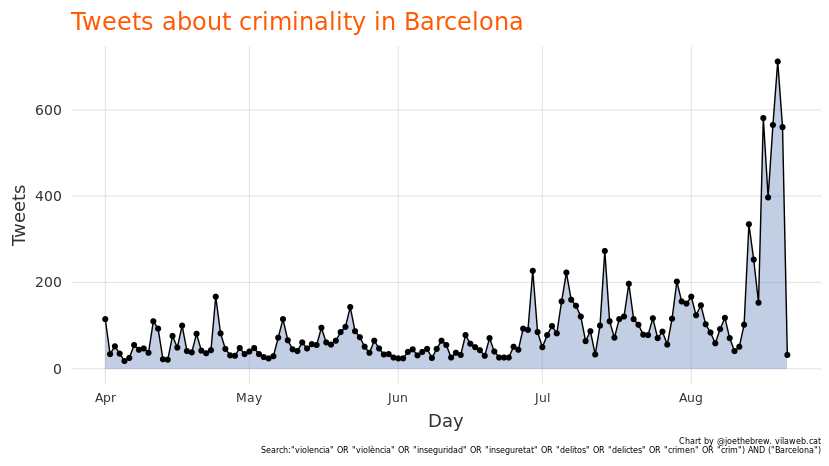 Tweets about criminality in Barcelona
Tweets
600
400
200
0
Apr
May
Jun
Jul
Aug
Day
Chart by @joethebrew. vilaweb.cat
Search:"violencia" OR "violència" OR "inseguridad" OR "inseguretat" OR "delitos" OR "delictes" OR "crimen" OR "crim") AND ("Barcelona")